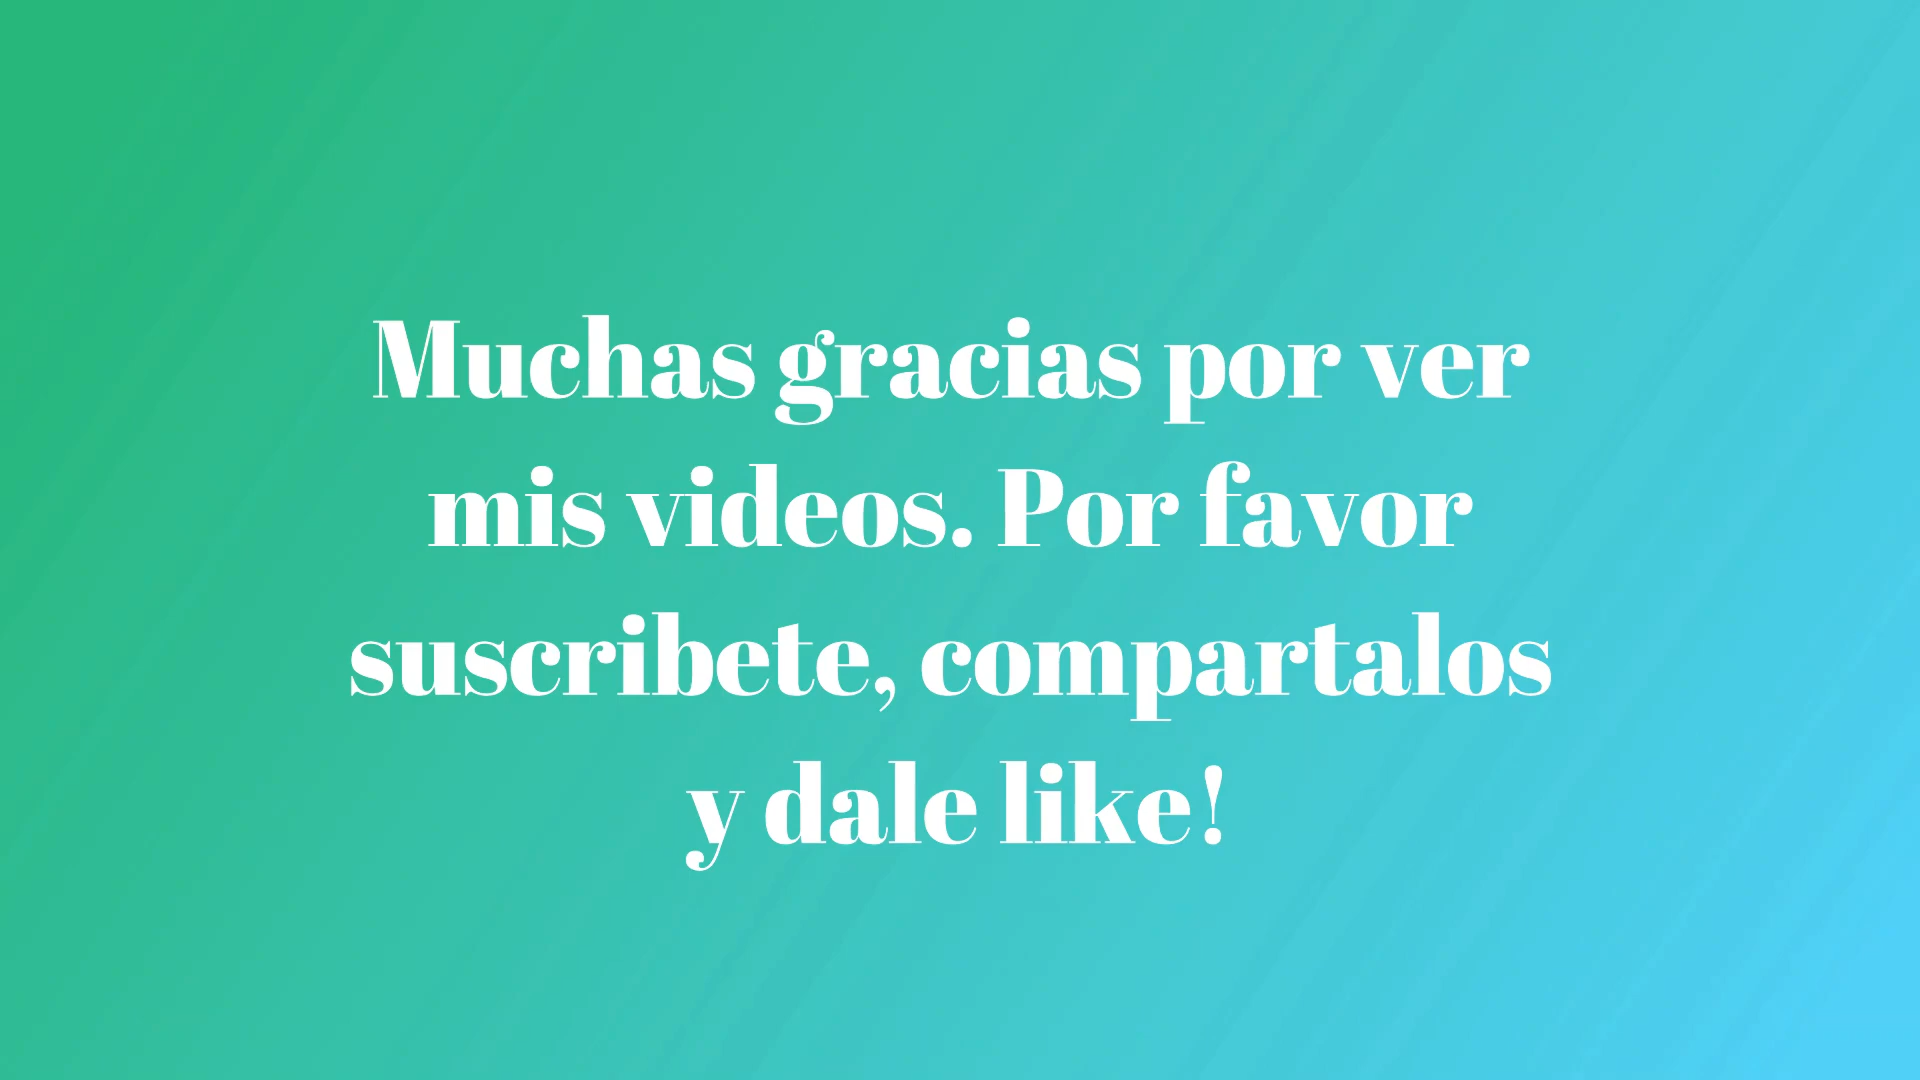 Muchas gracias por ver
mis videos. Por favor
suscribete, compartalos
y dale like!